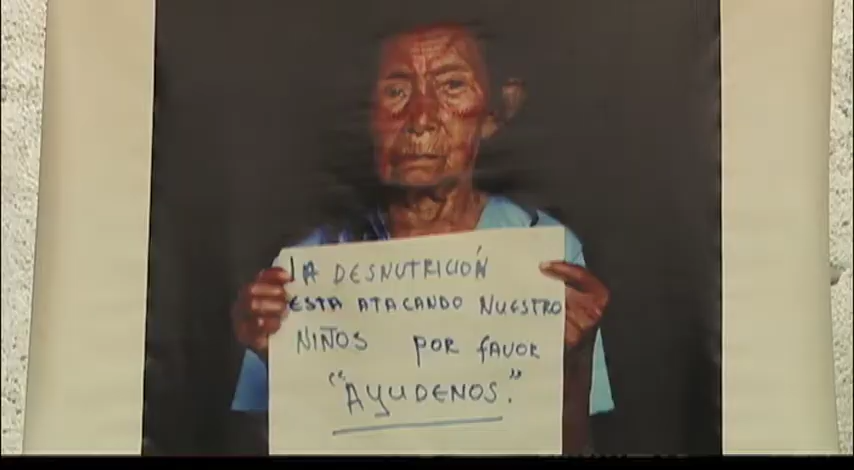 LA DESNUTRICIÓN
ESTA ATACANDO NUESTRO
NIÑOS POR FAVOR
"AYUDENOS."